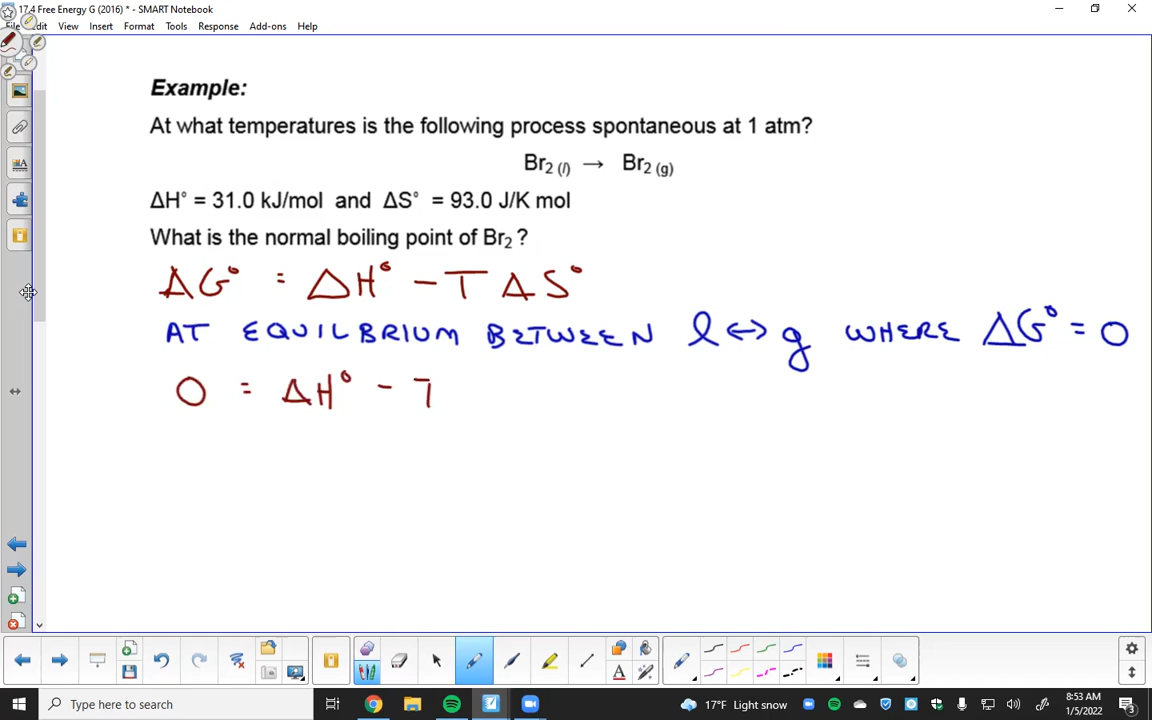 17.4 Free Energy G (2016) * - SMART Notebook
File Edit View Insert Format Tools Response Add-ons Help
Example:
At what temperatures is the following process spontaneous at 1 atm?
Br₂ (l) → Br₂ (g)
ΔH° = 31.0 kJ/mol and ΔS° = 93.0 J/K mol
What is the normal boiling point of Br₂ ?
ΔG° = ΔH° - TΔS°
AT EQUILBRIUM BETWEEN l ↔ g WHERE ΔG° = 0
0 = ΔH° - T
Type here to search
17°F Light snow
8:53 AM
1/5/2022
3